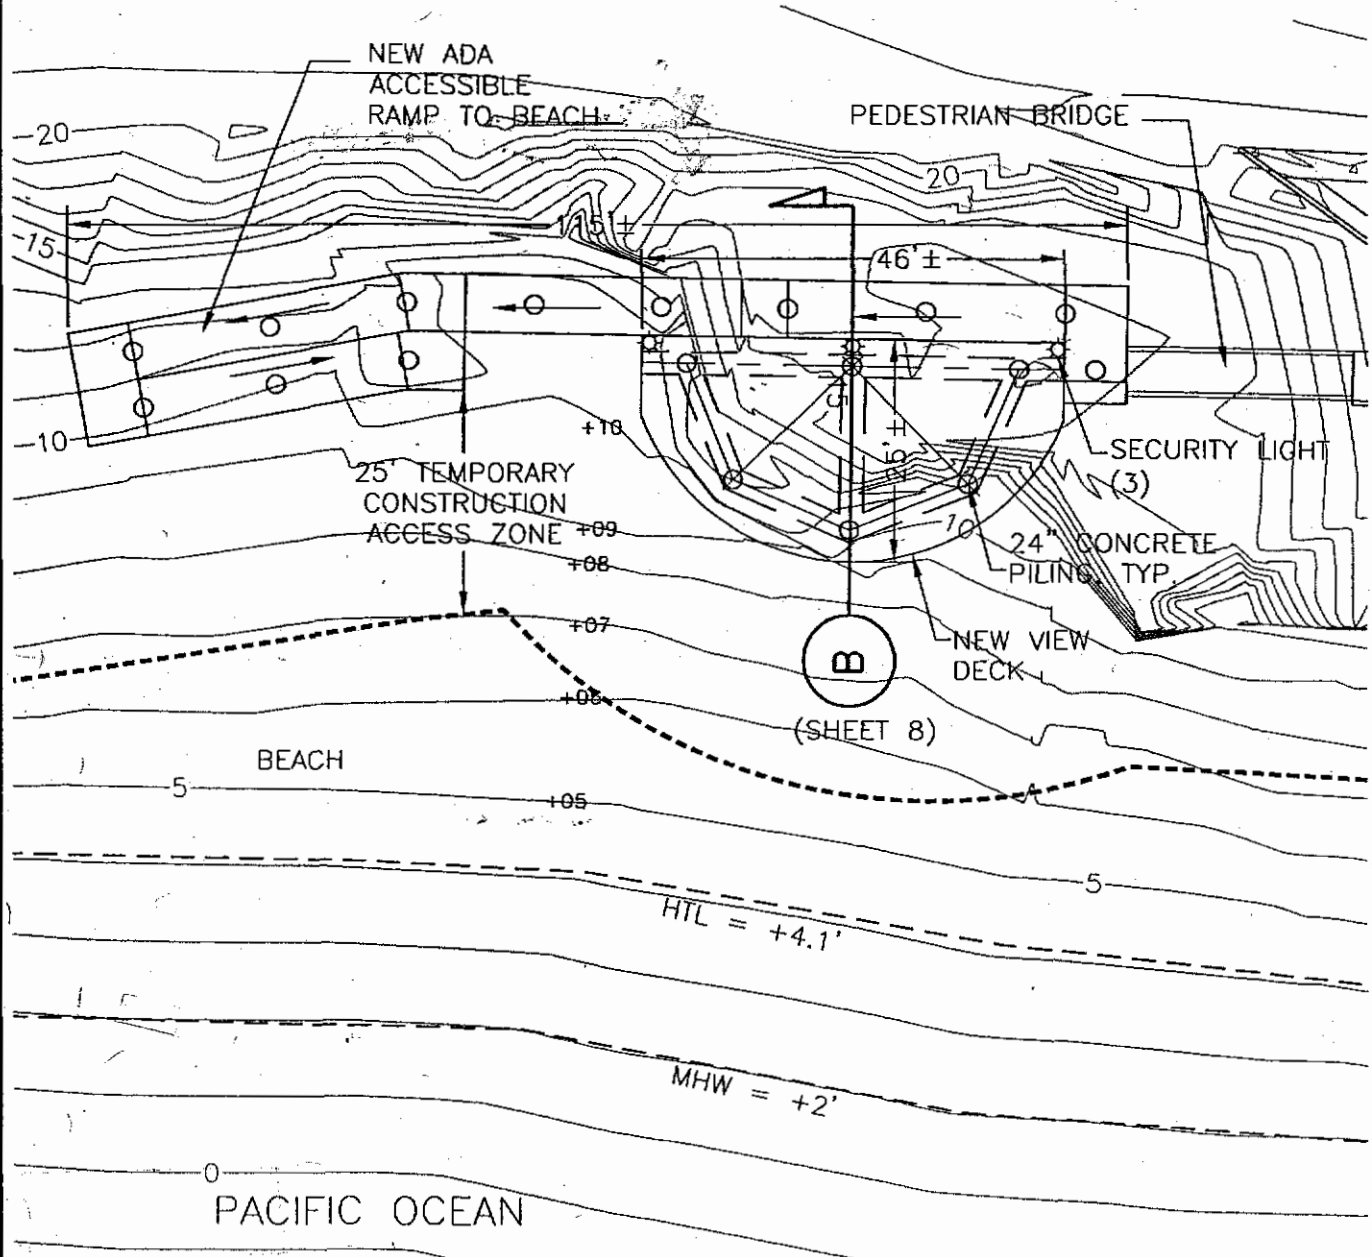 NEW ADA
ACCESSIBLE
RAMP TO BEACH
PEDESTRIAN BRIDGE
20
20
15
46'±
10
+10
25' TEMPORARY
CONSTRUCTION
ACCESS ZONE
+09
+08
+07
+06
+05
SECURITY LIGHT
(3)
10
24" CONCRETE
PILING, TYP.
NEW VIEW
DECK
B
(SHEET 8)
BEACH
5
5
HTL = +4.1'
MHW = +2'
0
PACIFIC OCEAN